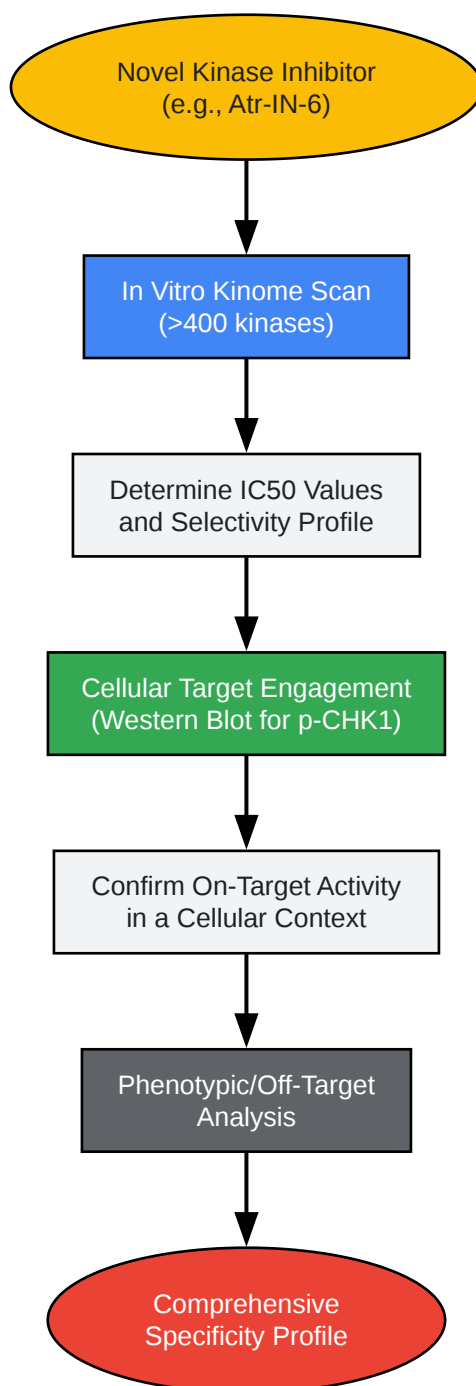 Novel Kinase Inhibitor
(e.g., Atr-IN-6)
In Vitro Kinome Scan
(>400 kinases)
Determine IC50 Values
and Selectivity Profile
Cellular Target Engagement
(Western Blot for p-CHK1)
Confirm On-Target Activity
in a Cellular Context
Phenotypic/Off-Target
Analysis
Comprehensive
Specificity Profile